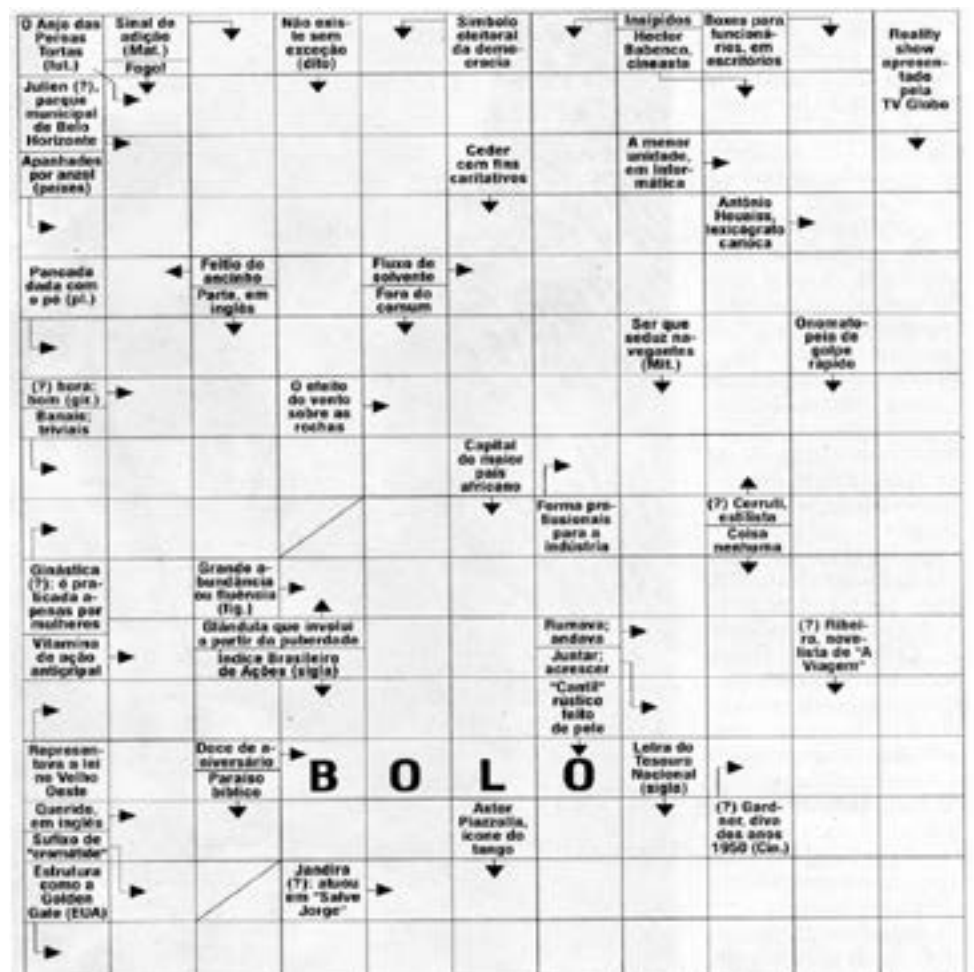 O Anjo das
Pernas
Tortas
(fut.)
Sinal de
adição
(Mat.)
Fogo!
Não exis-
te sem
exceção
(dito)
Símbolo
eleitoral
da demo-
cracia
Insípidos
Hector
Babenco,
cineasta
Boxes para
funcioná-
rios, em
escritórios
Reality
show
apresen-
tado
pela
TV Globo
Julien (?),
parque
municipal
de Belo
Horizonte
Apanhados
por anzol
(peixes)
Ceder
com fins
caritativos
A menor
unidade,
em infor-
mática
Antônio
Houaiss,
lexicógrafo
carioca
Pancada
dada com
o pé (pl.)
Feitio do
ancinho
Parte, em
inglês
Fluxo de
solvente
Fora do
comum
Ser que
seduz na-
vegantes
(Mit.)
Onomato-
peia de
golpe
rápido
(?) hora:
bom (gír.)
Banais;
triviais
O efeito
do vento
sobre as
rochas
Capital
do maior
país
africano
Forma pro-
fissionais
para a
indústria
(?) Cerruti,
estilista
Coisa
nenhuma
Ginástica
(?): é pra-
ticada a-
penas por
mulheres
Grande a-
bundância
ou fluência
(fig.)
Vitamina
de ação
antigripal
Glândula que involui
a partir da puberdade
Índice Brasileiro
de Ações (sigla)
Rumava;
andava
Juntar;
acrescer
(?) Ribei-
ro, nove-
lista de "A
Viagem"
"Cantil"
rústico
feito
de pele
Represen-
tava a lei
no Velho
Oeste
Doce de a-
niversário
Paraíso
bíblico
B O L O
Letra do
Tesouro
Nacional
(sigla)
Querido,
em inglês
Sufixo de
"cromátide"
Astor
Piazzolla,
ícone do
tango
(?) Gard-
ner, diva
dos anos
1950 (Cin.)
Estrutura
como a
Golden
Gate (EUA)
Jandira
(?): atuou
em "Salve
Jorge"